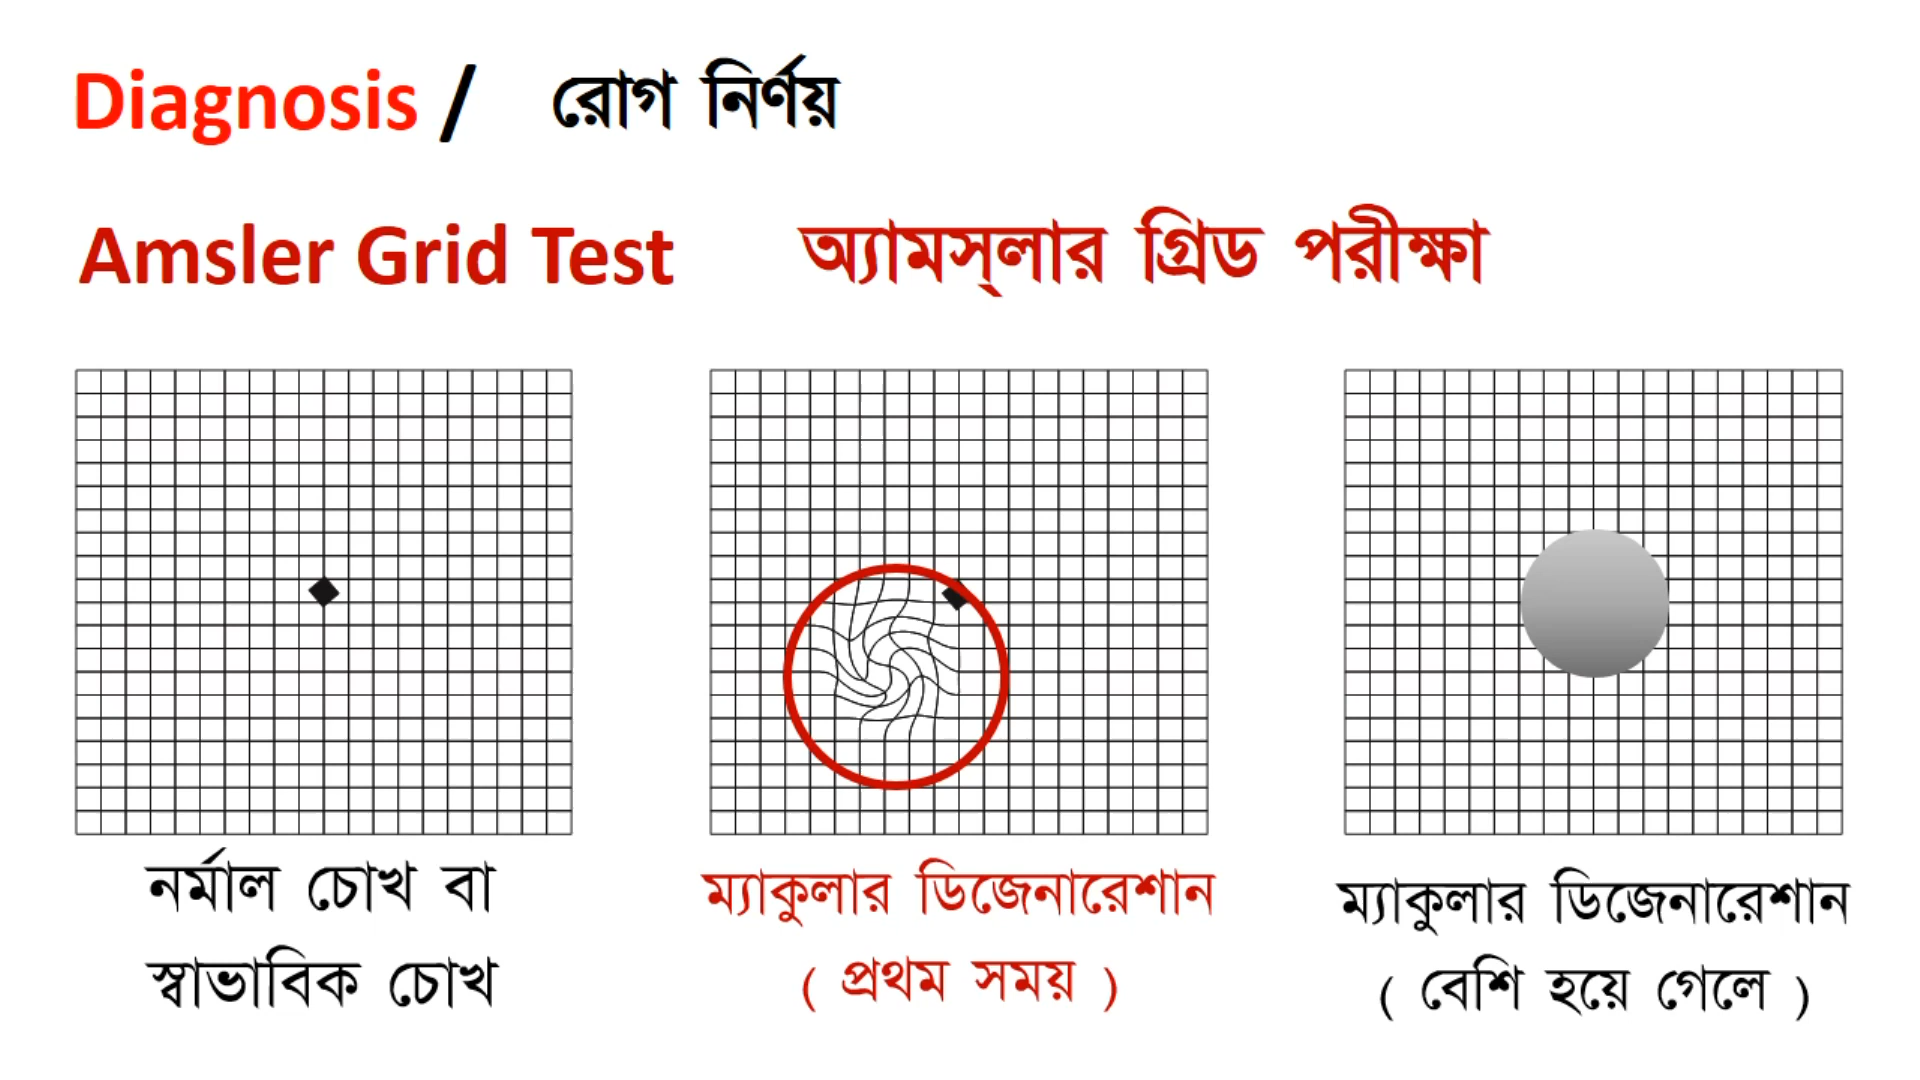 Diagnosis / রোগ নির্ণয়
Amsler Grid Test অ্যামস্‌লার গ্রিড পরীক্ষা
নর্মাল চোখ বা
স্বাভাবিক চোখ
ম্যাকুলার ডিজেনারেশান
( প্রথম সময় )
ম্যাকুলার ডিজেনারেশান
( বেশি হয়ে গেলে )